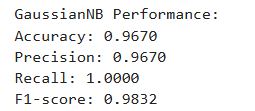 GaussianNB Performance:
Accuracy: 0.9670
Precision: 0.9670
Recall: 1.0000
F1-score: 0.9832